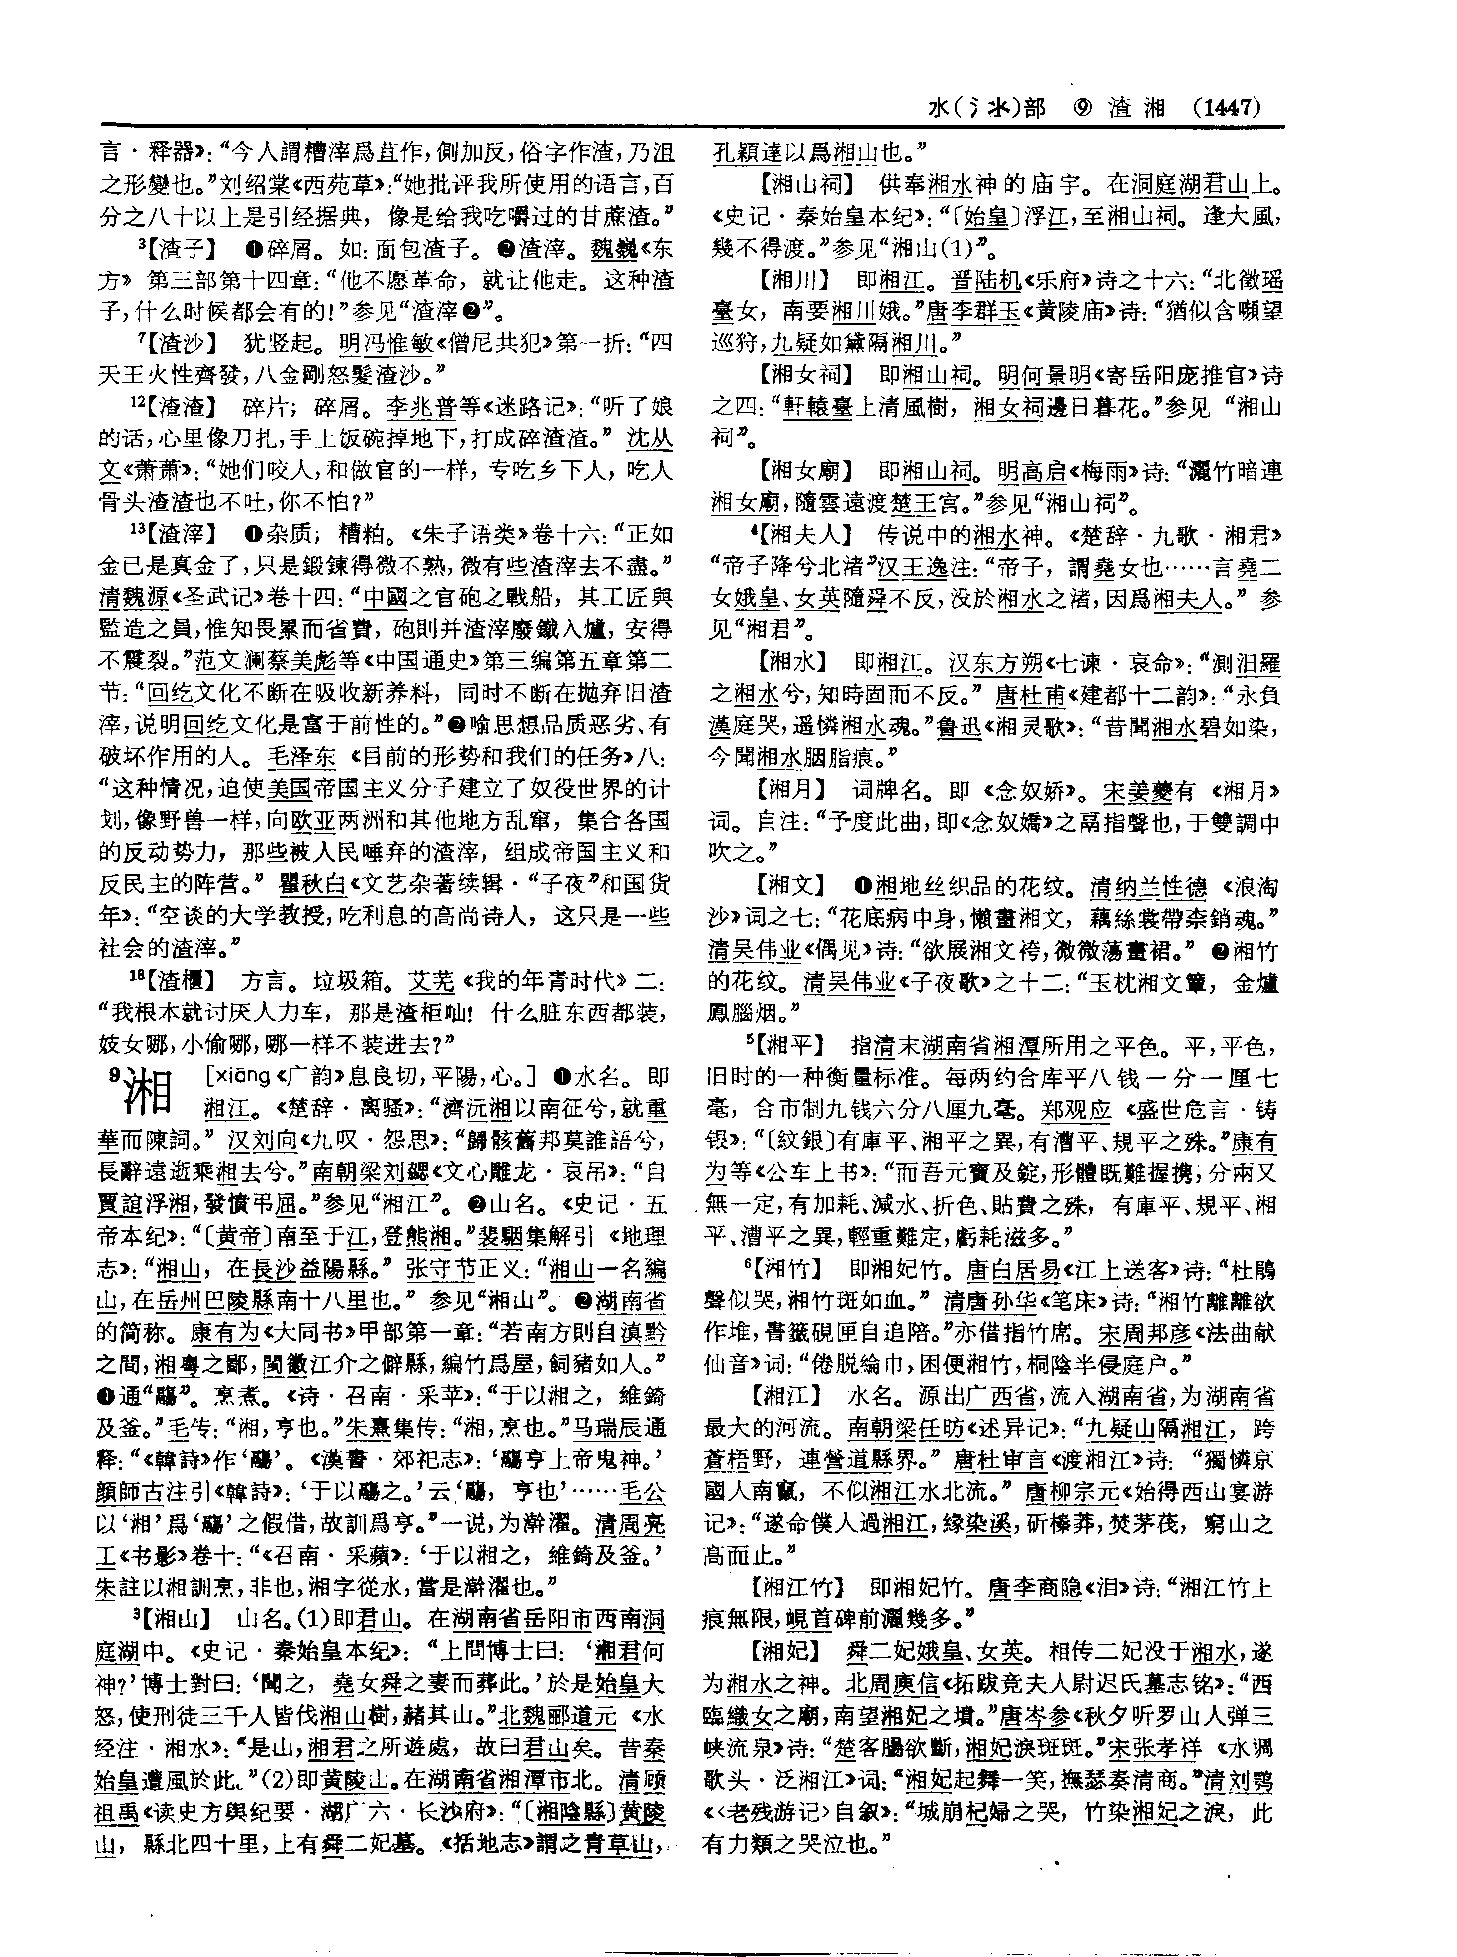 水(氵氺)部 ⑨ 渣 湘 (1447)
言·释器》：“今人謂糟滓爲苴作，側加反，俗字作渣，乃沮
之形變也。”刘绍棠《西苑草》：“她批评我所使用的语言，百
分之八十以上是引经据典，像是给我吃嚼过的甘蔗渣。”
³【渣子】 ❶碎屑。如：面包渣子。❷渣滓。魏巍《东
方》第三部第十四章：“他不愿革命，就让他走。这种渣
子，什么时候都会有的！”参见“渣滓❷”。
⁷【渣沙】 犹竖起。明冯惟敏《僧尼共犯》第一折：“四
天王火性齊發，八金剛怒髮渣沙。”
¹²【渣渣】 碎片；碎屑。李兆普等《迷路记》：“听了娘
的话，心里像刀扎，手上饭碗掉地下，打成碎渣渣。”沈从
文《萧萧》：“她们咬人，和做官的一样，专吃乡下人，吃人
骨头渣渣也不吐，你不怕？”
¹³【渣滓】 ❶杂质；糟粕。《朱子语类》卷十六：“正如
金已是真金了，只是鍛鍊得微不熟，微有些渣滓去不盡。”
清魏源《圣武记》卷十四：“中國之官砲之戰船，其工匠與
監造之員，惟知畏累而省費，砲則并渣滓廢鐵入爐，安得
不震裂。”范文澜蔡美彪等《中国通史》第三编第五章第二
节：“回纥文化不断在吸收新养料，同时不断在抛弃旧渣
滓，说明回纥文化是富于前性的。”❷喻思想品质恶劣、有
破坏作用的人。毛泽东《目前的形势和我们的任务》八：
“这种情况，迫使美国帝国主义分子建立了奴役世界的计
划，像野兽一样，向欧亚两洲和其他地方乱窜，集合各国
的反动势力，那些被人民唾弃的渣滓，组成帝国主义和
反民主的阵营。”瞿秋白《文艺杂著续辑·“子夜”和国货
年》：“空谈的大学教授，吃利息的高尚诗人，这只是一些
社会的渣滓。”
¹⁸【渣櫃】 方言。垃圾箱。艾芜《我的年青时代》二：
“我根本就讨厌人力车，那是渣柜呦！什么脏东西都装，
妓女哪，小偷哪，哪一样不装进去？”
⁹湘 [xiāng《广韵》息良切，平陽，心。] ❶水名。即
湘江。《楚辞·离骚》：“濟沅湘以南征兮，就重
華而陳詞。”汉刘向《九叹·怨思》：“歸骸舊邦莫誰語兮，
長辭遠逝乘湘去兮。”南朝梁刘勰《文心雕龙·哀吊》：“自
賈誼浮湘，發憤弔屈。”参见“湘江”。❷山名。《史记·五
帝本纪》：“〔黄帝〕南至于江，登熊湘。”裴駰集解引《地理
志》：“湘山，在長沙益陽縣。”张守节正义：“湘山一名編
山，在岳州巴陵縣南十八里也。”参见“湘山”。❷湖南省
的简称。康有为《大同书》甲部第一章：“若南方則自滇黔
之間，湘粤之鄙，閩徽江介之僻縣，編竹爲屋，飼猪如人。”
❶通“鬺”。烹煮。《诗·召南·采苹》：“于以湘之，維錡
及釜。”毛传：“湘，亨也。”朱熹集传：“湘，烹也。”马瑞辰通
释：“《韓詩》作‘鬺’。《漢書·郊祀志》：‘鬺亨上帝鬼神。’
顔師古注引《韓詩》：‘于以鬺之。’云‘鬺，亨也’……毛公
以‘湘’爲‘鬺’之假借，故訓爲亨。”一说，为澣濯。清周亮
工《书影》卷十：“《召南·采蘋》：‘于以湘之，維錡及釜。’
朱註以湘訓烹，非也，湘字從水，當是澣濯也。”
³【湘山】 山名。(1)即君山。在湖南省岳阳市西南洞
庭湖中。《史记·秦始皇本纪》：“上問博士曰：‘湘君何
神？’博士對曰：‘聞之，堯女舜之妻而葬此。’於是始皇大
怒，使刑徒三千人皆伐湘山樹，赭其山。”北魏郦道元《水
经注·湘水》：“是山，湘君之所遊處，故曰君山矣。昔秦
始皇遭風於此。”(2)即黄陵山。在湖南省湘潭市北。清顾
祖禹《读史方舆纪要·湖广六·长沙府》：“〔湘陰縣〕黄陵
山，縣北四十里，上有舜二妃墓。《括地志》謂之青草山，
孔穎達以爲湘山也。”
【湘山祠】 供奉湘水神的庙宇。在洞庭湖君山上。
《史记·秦始皇本纪》：“〔始皇〕浮江，至湘山祠。逢大風，
幾不得渡。”参见“湘山(1)”。
【湘川】 即湘江。晋陆机《乐府》诗之十六：“北徵瑶
臺女，南要湘川娥。”唐李群玉《黄陵庙》诗：“猶似含嚬望
巡狩，九疑如黛隔湘川。”
【湘女祠】 即湘山祠。明何景明《寄岳阳庞推官》诗
之四：“軒轅臺上清風樹，湘女祠邊日暮花。”参见“湘山
祠”。
【湘女廟】 即湘山祠。明高启《梅雨》诗：“灑竹暗連
湘女廟，隨雲遠渡楚王宫。”参见“湘山祠”。
⁴【湘夫人】 传说中的湘水神。《楚辞·九歌·湘君》
“帝子降兮北渚”汉王逸注：“帝子，謂堯女也……言堯二
女娥皇、女英隨舜不反，没於湘水之渚，因爲湘夫人。”参
见“湘君”。
【湘水】 即湘江。汉东方朔《七谏·哀命》：“測汨羅
之湘水兮，知時固而不反。”唐杜甫《建都十二韵》：“永負
漢庭哭，遥憐湘水魂。”鲁迅《湘灵歌》：“昔聞湘水碧如染，
今聞湘水胭脂痕。”
【湘月】 词牌名。即《念奴娇》。宋姜夔有《湘月》
词。自注：“予度此曲，即《念奴嬌》之鬲指聲也，于雙調中
吹之。”
【湘文】 ❶湘地丝织品的花纹。清纳兰性德《浪淘
沙》词之七：“花底病中身，懶畫湘文，藕絲裳帶柰銷魂。”
清吴伟业《偶见》诗：“欲展湘文袴，微微蕩畫裙。”❷湘竹
的花纹。清吴伟业《子夜歌》之十二：“玉枕湘文簟，金爐
鳳腦烟。”
⁵【湘平】 指清末湖南省湘潭所用之平色。平，平色，
旧时的一种衡量标准。每两约合库平八钱一分一厘七
毫，合市制九钱六分八厘九毫。郑观应《盛世危言·铸
银》：“〔紋銀〕有庫平、湘平之異，有漕平、規平之殊。”康有
为等《公车上书》：“而吾元寶及錠，形體既難握携，分兩又
無一定，有加耗、減水、折色、貼費之殊，有庫平、規平、湘
平、漕平之異，輕重難定，虧耗滋多。”
⁶【湘竹】 即湘妃竹。唐白居易《江上送客》诗：“杜鵑
聲似哭，湘竹斑如血。”清唐孙华《笔床》诗：“湘竹離離欲
作堆，書籤硯匣自追陪。”亦借指竹席。宋周邦彦《法曲献
仙音》词：“倦脱綸巾，困便湘竹，桐陰半侵庭户。”
【湘江】 水名。源出广西省，流入湖南省，为湖南省
最大的河流。南朝梁任昉《述异记》：“九疑山隔湘江，跨
蒼梧野，連營道縣界。”唐杜审言《渡湘江》诗：“獨憐京
國人南竄，不似湘江水北流。”唐柳宗元《始得西山宴游
记》：“遂命僕人過湘江，緣染溪，斫榛莽，焚茅茷，窮山之
高而止。”
【湘江竹】 即湘妃竹。唐李商隐《泪》诗：“湘江竹上
痕無限，峴首碑前灑幾多。”
【湘妃】 舜二妃娥皇、女英。相传二妃没于湘水，遂
为湘水之神。北周庾信《拓跋竞夫人尉迟氏墓志铭》：“西
臨織女之廟，南望湘妃之墳。”唐岑参《秋夕听罗山人弹三
峡流泉》诗：“楚客腸欲斷，湘妃淚斑斑。”宋张孝祥《水调
歌头·泛湘江》词：“湘妃起舞一笑，撫瑟奏清商。”清刘鹗
《〈老残游记〉自叙》：“城崩杞婦之哭，竹染湘妃之淚，此
有力類之哭泣也。”